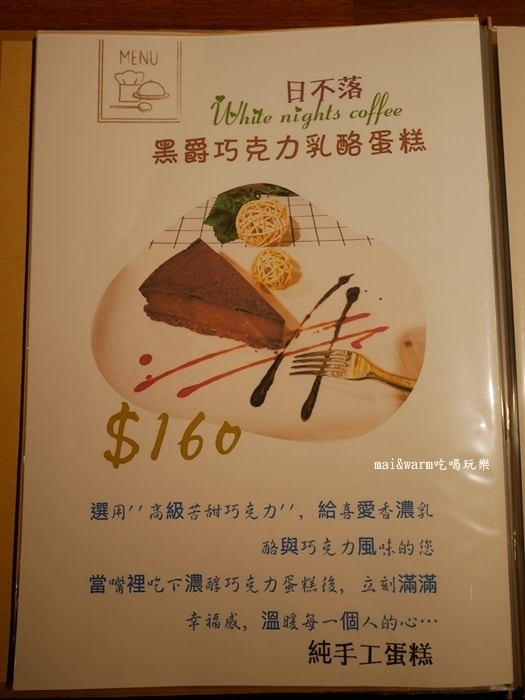 MENU
日不落
White nights coffee
黑爵巧克力乳酪蛋糕
$160
mai&warm吃喝玩樂
選用"高級苦甜巧克力"，給喜愛香濃乳
酪與巧克力風味的您
當嘴裡吃下濃醇巧克力蛋糕後，立刻滿滿
幸福感，溫暖每一個人的心…
純手工蛋糕